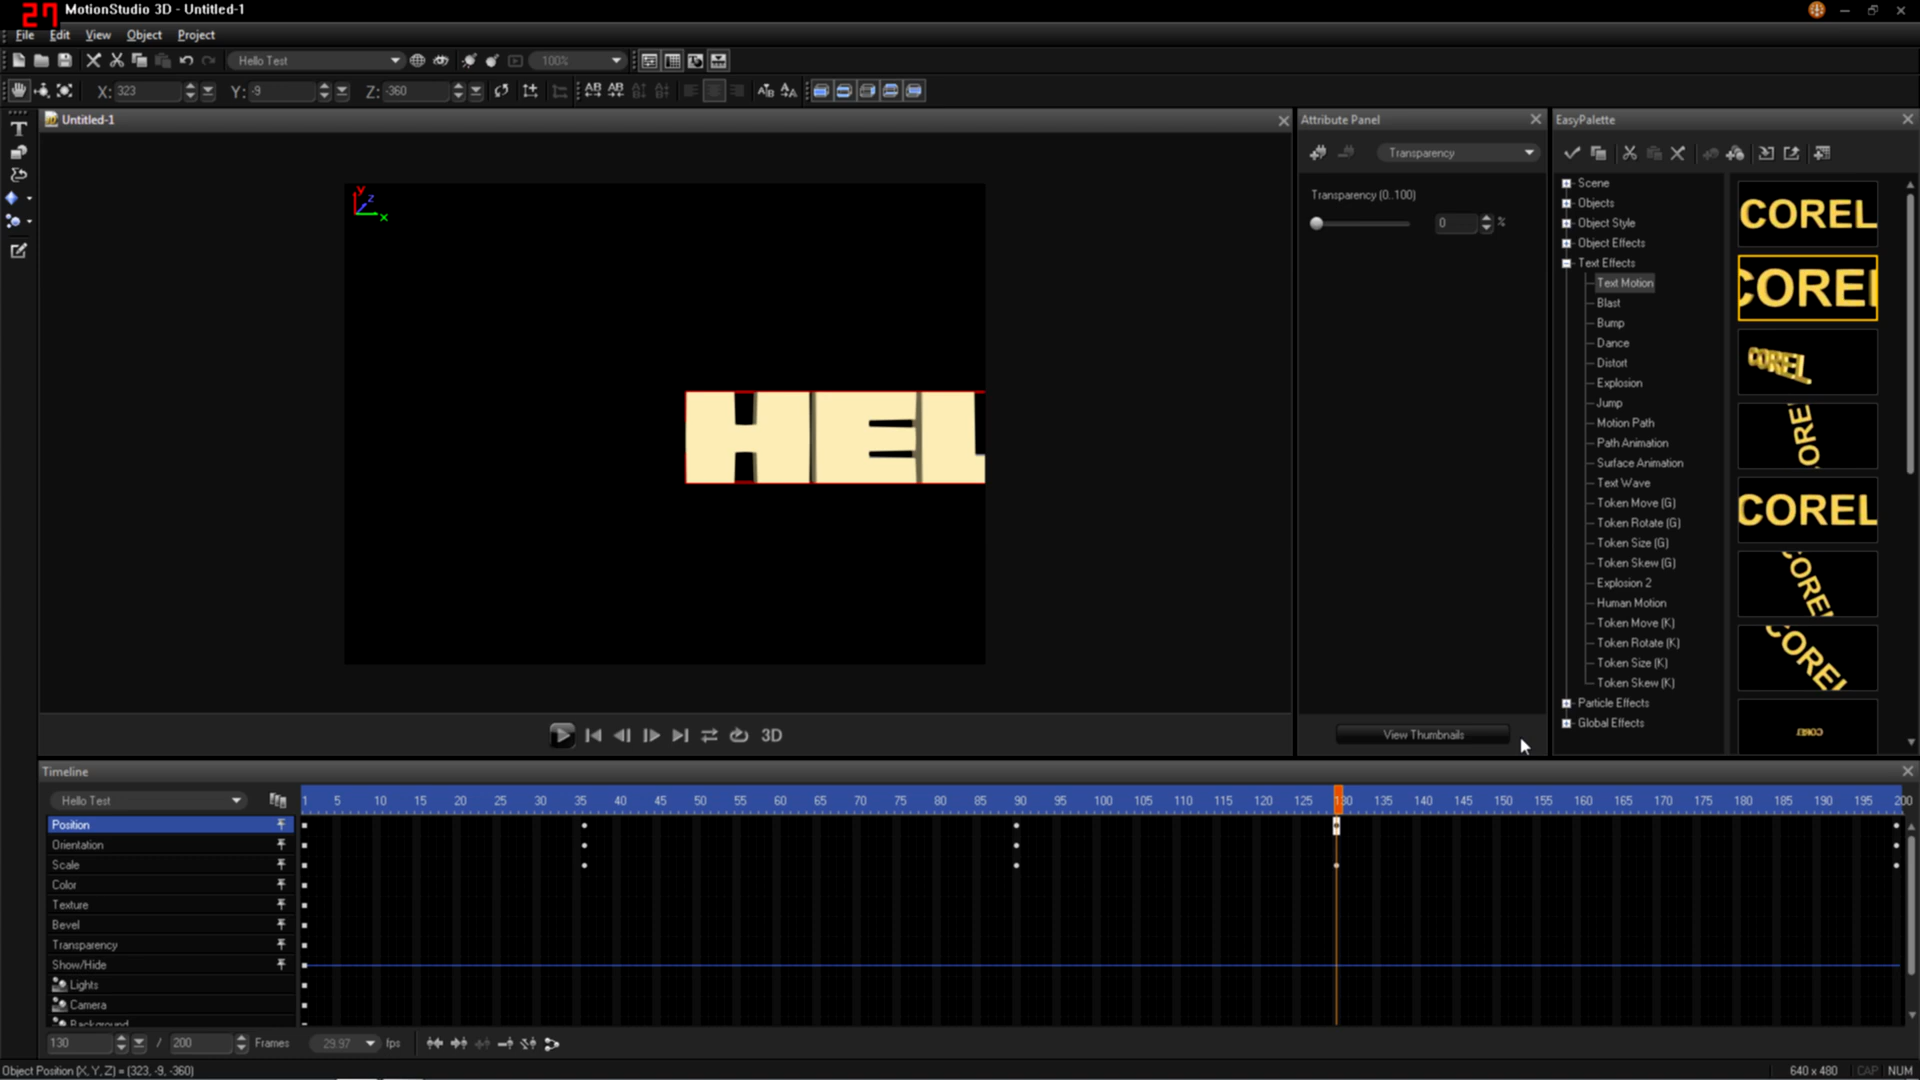 27
MotionStudio 3D - Untitled-1
File Edit View Object Project
Hello Test 100%
X: 323 Y: -9 Z: -360
Untitled-1
Y Z X
HEL
3D
Attribute Panel
Transparency
Transparency (0..100)
0 %
View Thumbnails
EasyPalette
Scene
Objects
Object Style
Object Effects
Text Effects
Text Motion
Blast
Bump
Dance
Distort
Explosion
Jump
Motion Path
Path Animation
Surface Animation
Text Wave
Token Move (G)
Token Rotate (G)
Token Size (G)
Token Skew (G)
Explosion 2
Human Motion
Token Move (K)
Token Rotate (K)
Token Size (K)
Token Skew (K)
Particle Effects
Global Effects
COREL
COREL
COREL
COREL
COREL
COREL
COREL
Timeline
Hello Test
1 5 10 15 20 25 30 35 40 45 50 55 60 65 70 75 80 85 90 95 100 105 110 115 120 125 130 135 140 145 150 155 160 165 170 175 180 185 190 195 200
Position
Orientation
Scale
Color
Texture
Bevel
Transparency
Show/Hide
Lights
Camera
Background
130 / 200 Frames 29.97 fps
Object Position (X, Y, Z) = (323, -9, -360)
640 x 480 CAP NUM